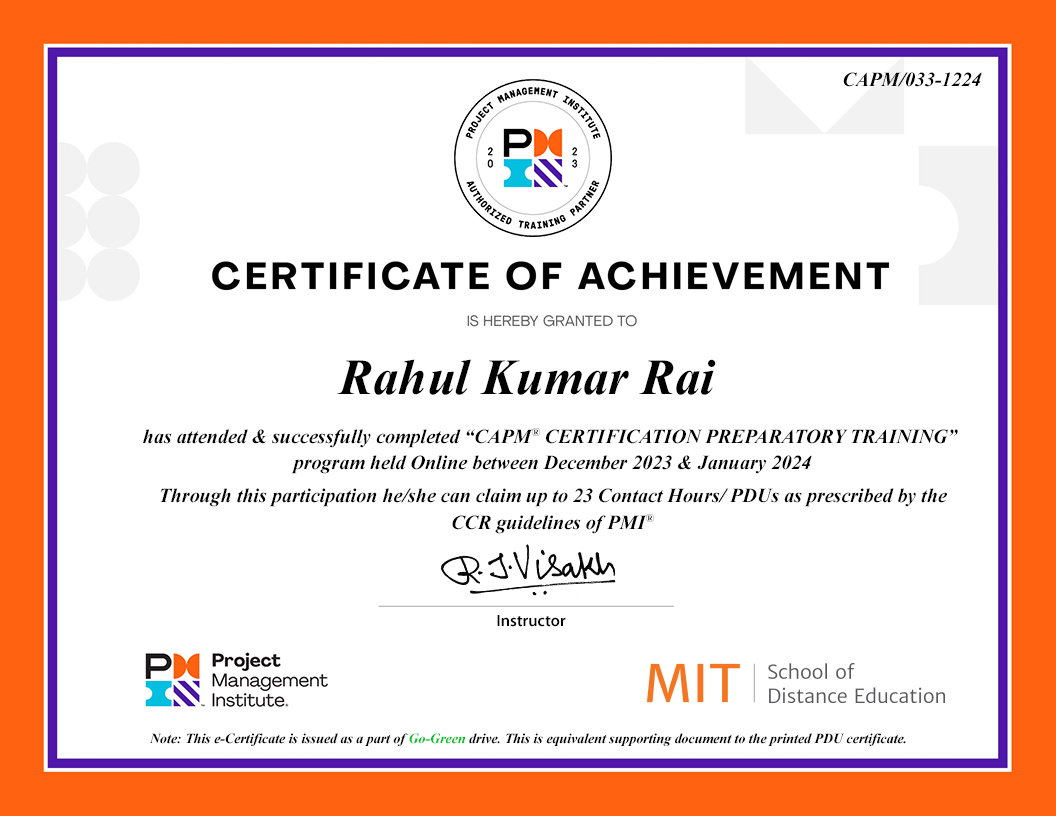 CAPM/033-1224
PROJECT MANAGEMENT INSTITUTE
20 23
PM
AUTHORIZED TRAINING PARTNER
CERTIFICATE OF ACHIEVEMENT
IS HEREBY GRANTED TO
Rahul Kumar Rai
has attended & successfully completed “CAPM® CERTIFICATION PREPARATORY TRAINING”
program held Online between December 2023 & January 2024
Through this participation he/she can claim up to 23 Contact Hours/ PDUs as prescribed by the
CCR guidelines of PMI®
R.J.Visakh
Instructor
Project
Management
Institute.
MIT
School of
Distance Education
Note: This e-Certificate is issued as a part of Go-Green drive. This is equivalent supporting document to the printed PDU certificate.